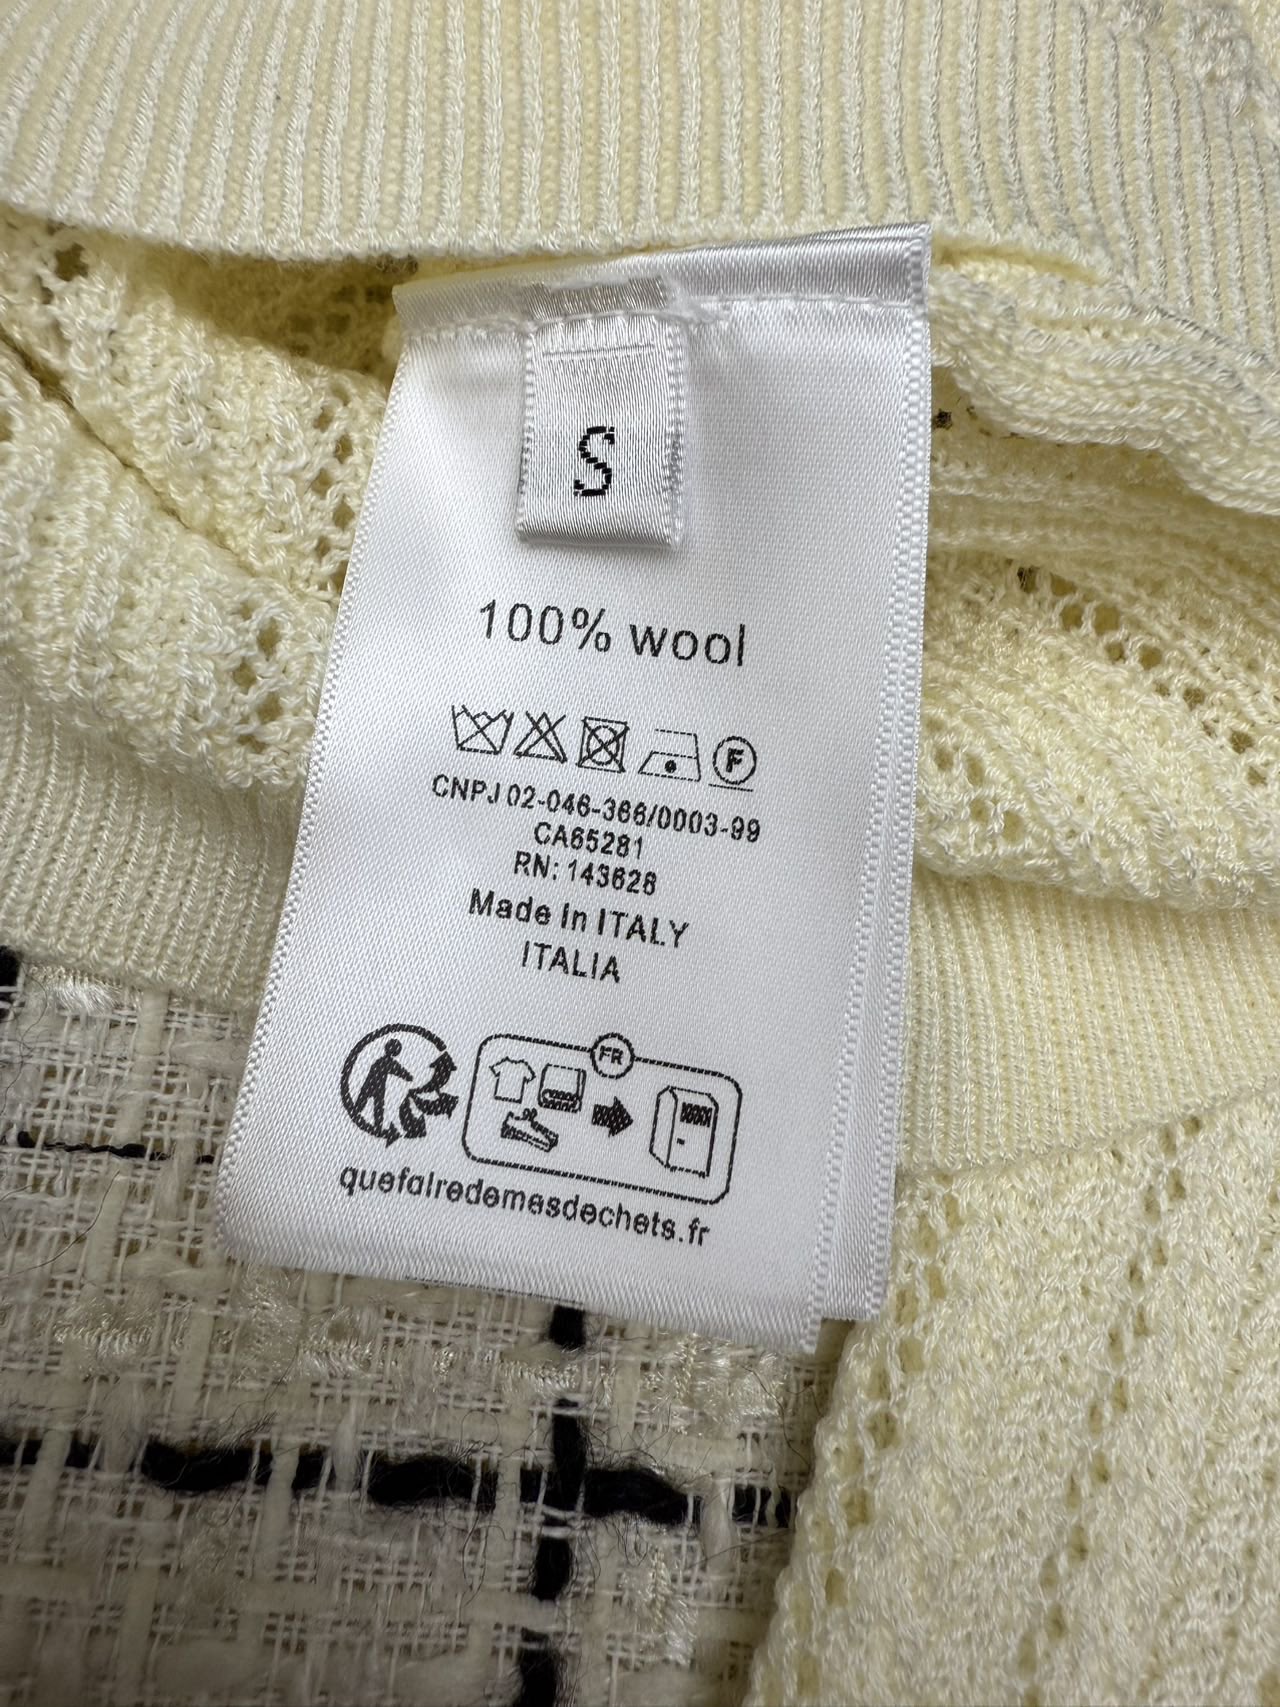 S
100% wool
F
CNPJ 02-046-366/0003-99
CA65281
RN: 143628
Made In ITALY
ITALIA
FR
quefairedemesdechets.fr